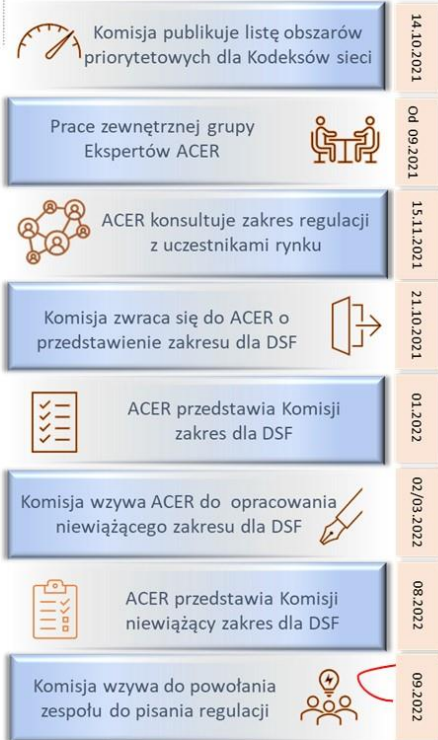 Komisja publikuje listę obszarów
priorytetowych dla Kodeksów sieci
14.10.2021
Prace zewnętrznej grupy
Ekspertów ACER
Od 09.2021
ACER konsultuje zakres regulacji
z uczestnikami rynku
15.11.2021
Komisja zwraca się do ACER o
przedstawienie zakresu dla DSF
21.10.2021
ACER przedstawia Komisji
zakres dla DSF
01.2022
Komisja wzywa ACER do opracowania
niewiążącego zakresu dla DSF
02/03.2022
ACER przedstawia Komisji
niewiążący zakres dla DSF
08.2022
Komisja wzywa do powołania
zespołu do pisania regulacji
09.2022